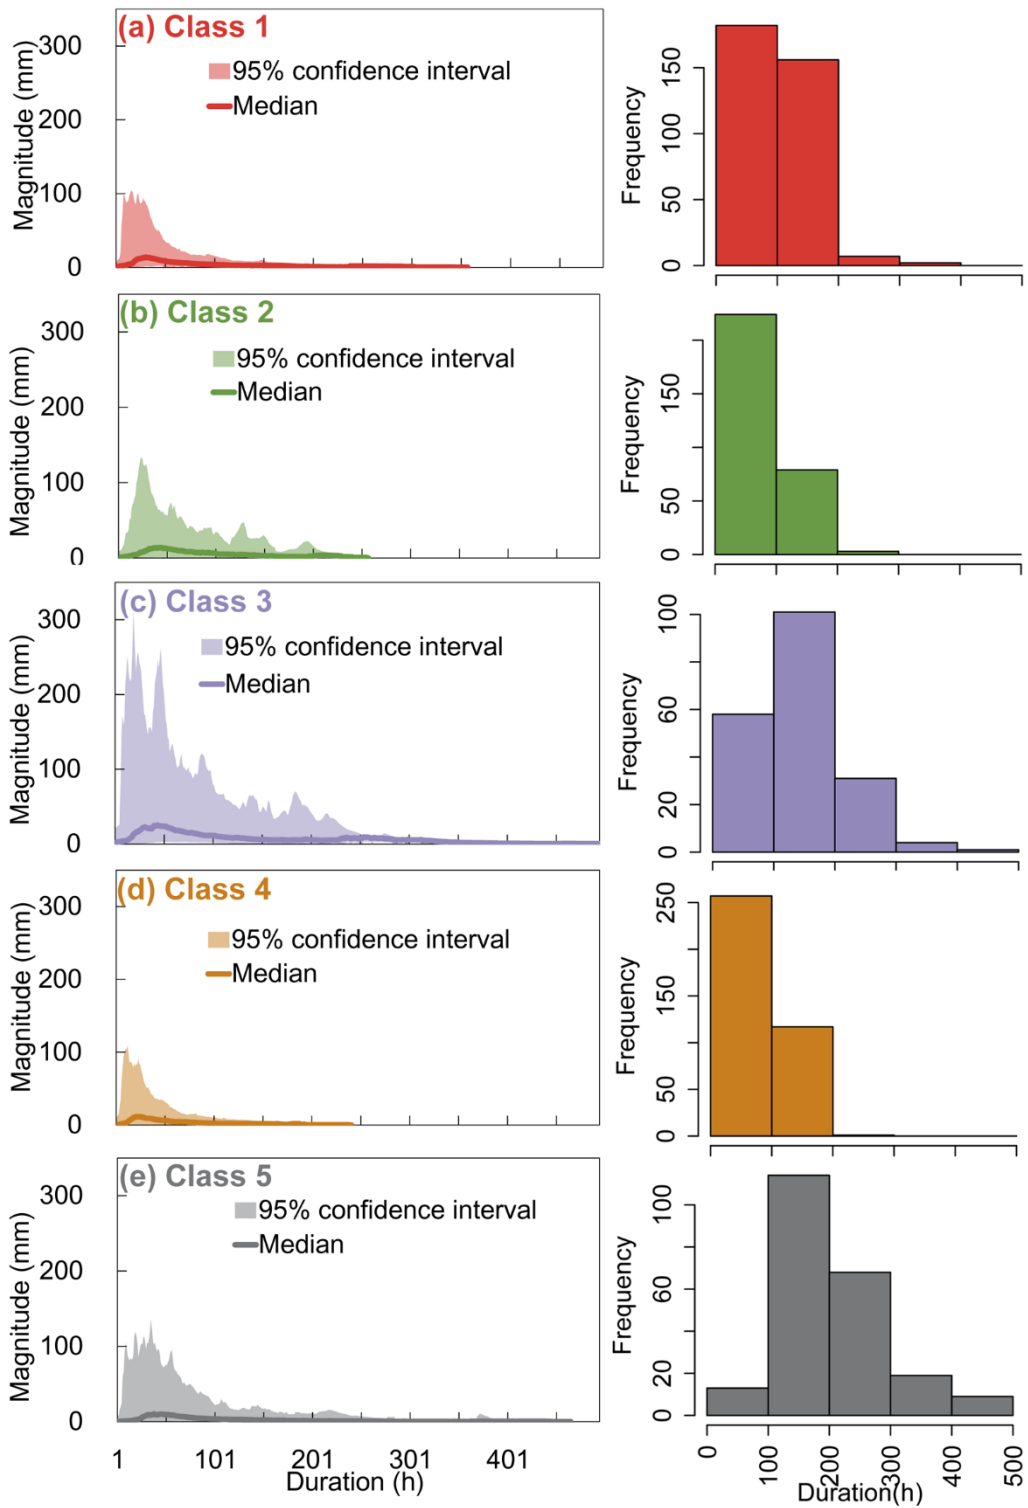 (a) Class 1
Magnitude (mm)
300
200
100
0
95% confidence interval
Median
Frequency
150
100
50
0
(b) Class 2
Magnitude (mm)
300
200
100
0
95% confidence interval
Median
Frequency
150
50
0
(c) Class 3
Magnitude (mm)
300
200
100
0
95% confidence interval
Median
Frequency
100
60
20
0
(d) Class 4
Magnitude (mm)
300
200
100
0
95% confidence interval
Median
Frequency
250
150
50
0
(e) Class 5
Magnitude (mm)
300
200
100
0
95% confidence interval
Median
1 101 201 301 401
Duration (h)
Frequency
100
60
20
0
0 100 200 300 400 500
Duration(h)